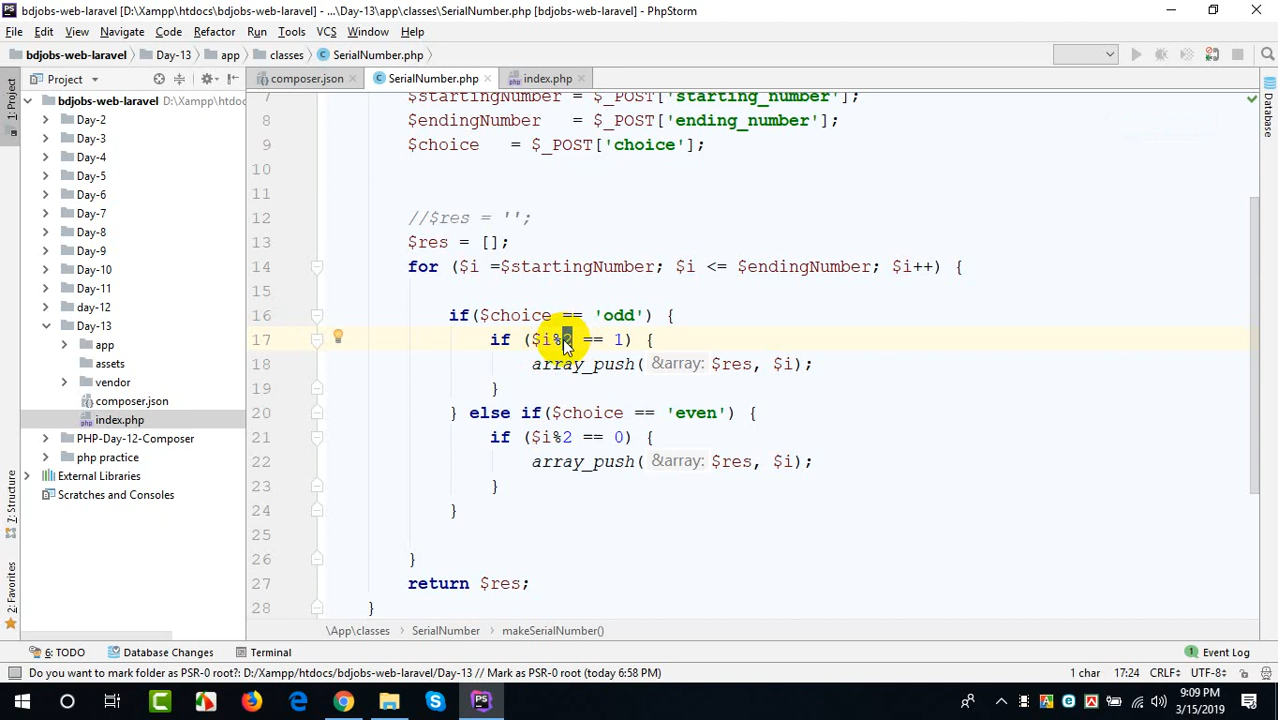 bdjobs-web-laravel [D:\Xampp\htdocs\bdjobs-web-laravel] - ...\Day-13\app\classes\SerialNumber.php [bdjobs-web-laravel] - PhpStorm
File Edit View Navigate Code Refactor Run Tools VCS Window Help
bdjobs-web-laravel Day-13 app classes SerialNumber.php
Project composer.json SerialNumber.php index.php
1: Project
7: Structure
2: Favorites
Database
bdjobs-web-laravel D:\Xampp\htdoc
Day-2
Day-3
Day-4
Day-5
Day-6
Day-7
Day-8
Day-9
Day-10
Day-11
day-12
Day-13
app
assets
vendor
composer.json
index.php
PHP-Day-12-Composer
php practice
External Libraries
Scratches and Consoles
7 $startingNumber = $_POST['starting_number'];
8 $endingNumber = $_POST['ending_number'];
9 $choice = $_POST['choice'];
10
11
12 //$res = '';
13 $res = [];
14 for ($i =$startingNumber; $i <= $endingNumber; $i++) {
15
16 if($choice == 'odd') {
17 if ($i%2 == 1) {
18 array_push( &array: $res, $i);
19 }
20 } else if($choice == 'even') {
21 if ($i%2 == 0) {
22 array_push( &array: $res, $i);
23 }
24 }
25
26 }
27 return $res;
28 }
\App\classes SerialNumber makeSerialNumber()
6: TODO Database Changes Terminal Event Log
Do you want to mark folder as PSR-0 root?: D:/Xampp/htdocs/bdjobs-web-laravel/Day-13 // Mark as PSR-0 root (today 6:58 PM) 1 char 17:24 CRLF÷ UTF-8÷
9:09 PM
3/15/2019